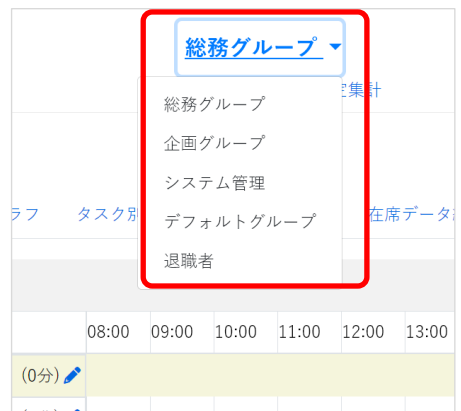 総務グループ
定集計
総務グループ
企画グループ
システム管理
デフォルトグループ
退職者
ラフ タスク別 在席データ
08:00 09:00 10:00 11:00 12:00 13:00
(0分)